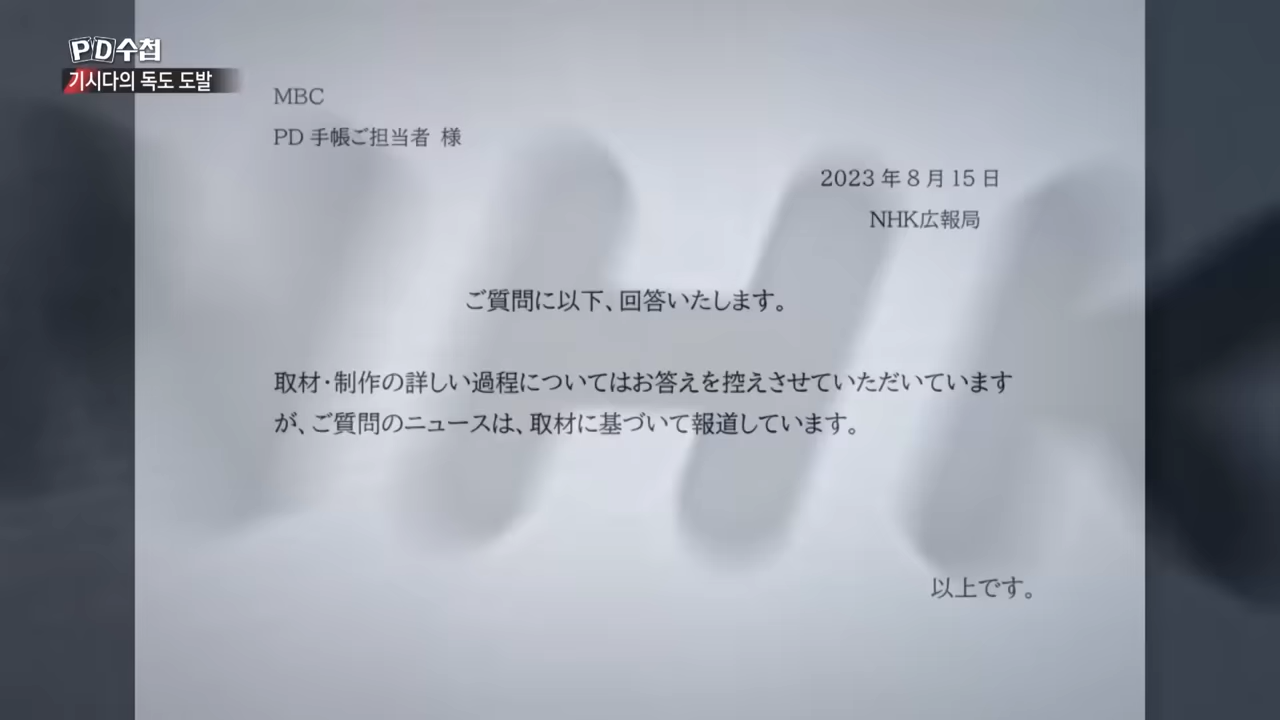 PD수첩
기시다의 독도 도발
MBC
PD 手帳ご担当者 様
2023 年 8 月 15 日
NHK広報局
ご質問に以下、回答いたします。
取材・制作の詳しい過程についてはお答えを控えさせていただいています
が、ご質問のニュースは、取材に基づいて報道しています。
以上です。